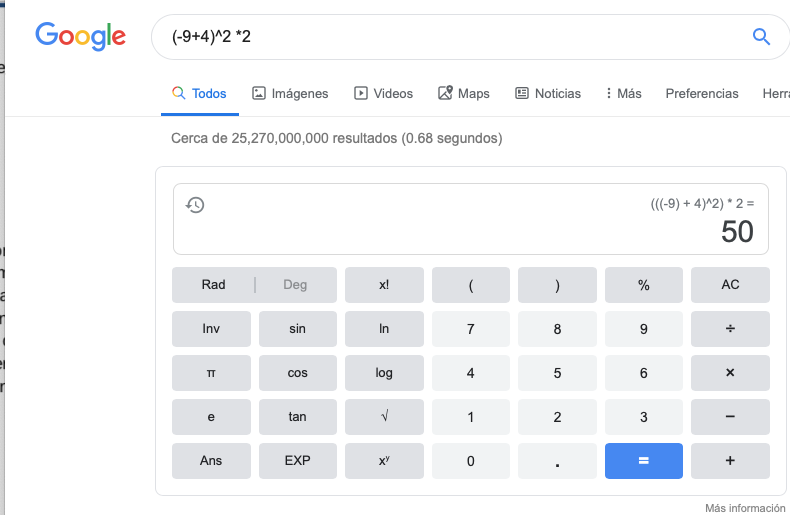 Google (-9+4)^2 *2
Todos Imágenes Videos Maps Noticias Más Preferencias
Cerca de 25,270,000,000 resultados (0.68 segundos)
(((-9) + 4)^2) * 2 =
50
Rad Deg x! ( ) % AC
Inv sin ln 7 8 9 ÷
π cos log 4 5 6 ×
e tan √ 1 2 3 −
Ans EXP xʸ 0 . = +
Más información